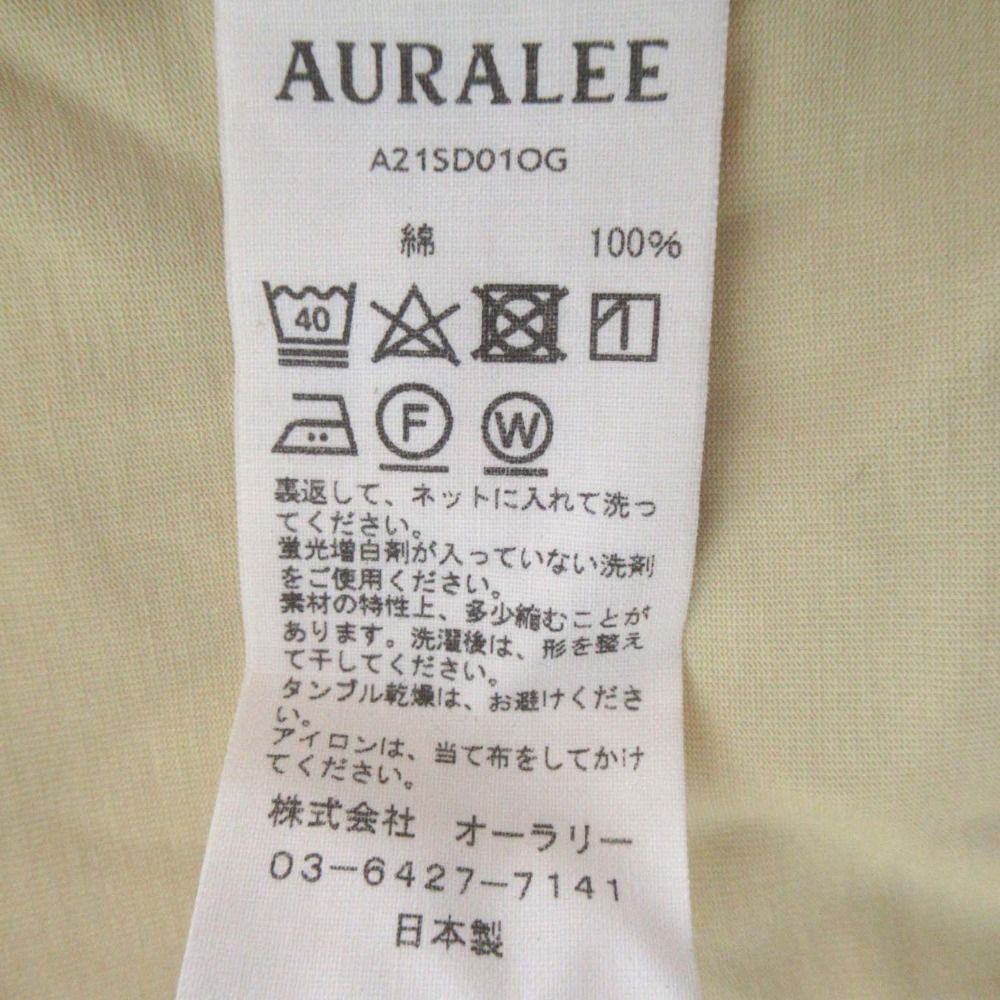 AURALEE
A21SD01OG
綿 100%
40
F W
裏返して、ネットに入れて洗っ
てください。
蛍光増白剤が入っていない洗剤
をご使用ください。
素材の特性上、多少縮むことが
あります。洗濯後は、形を整え
て干してください。
タンブル乾燥は、お避けくださ
い。
アイロンは、当て布をしてかけ
てください。
株式会社 オーラリー
03-6427-7141
日本製